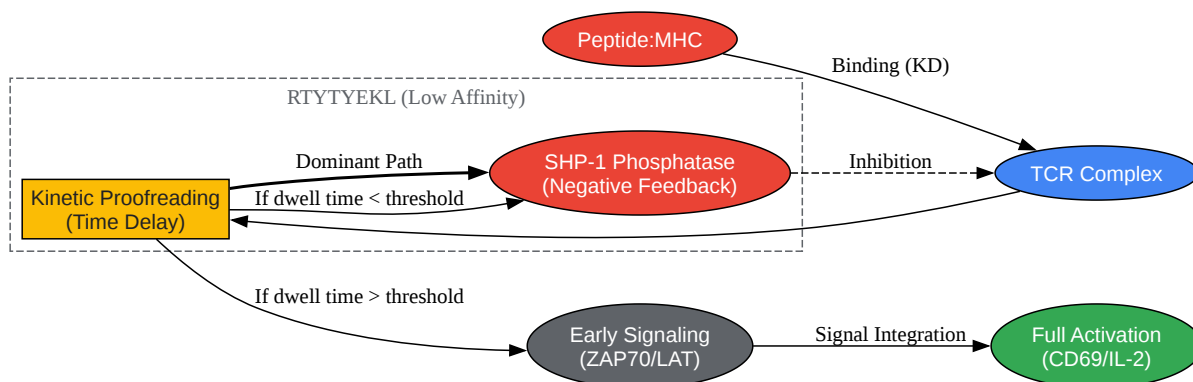 Peptide:MHC
Binding (KD)
RTYTYEKL (Low Affinity)
Dominant Path
SHP-1 Phosphatase
(Negative Feedback)
Inhibition
TCR Complex
Kinetic Proofreading
(Time Delay)
If dwell time < threshold
If dwell time > threshold
Early Signaling
(ZAP70/LAT)
Signal Integration
Full Activation
(CD69/IL-2)